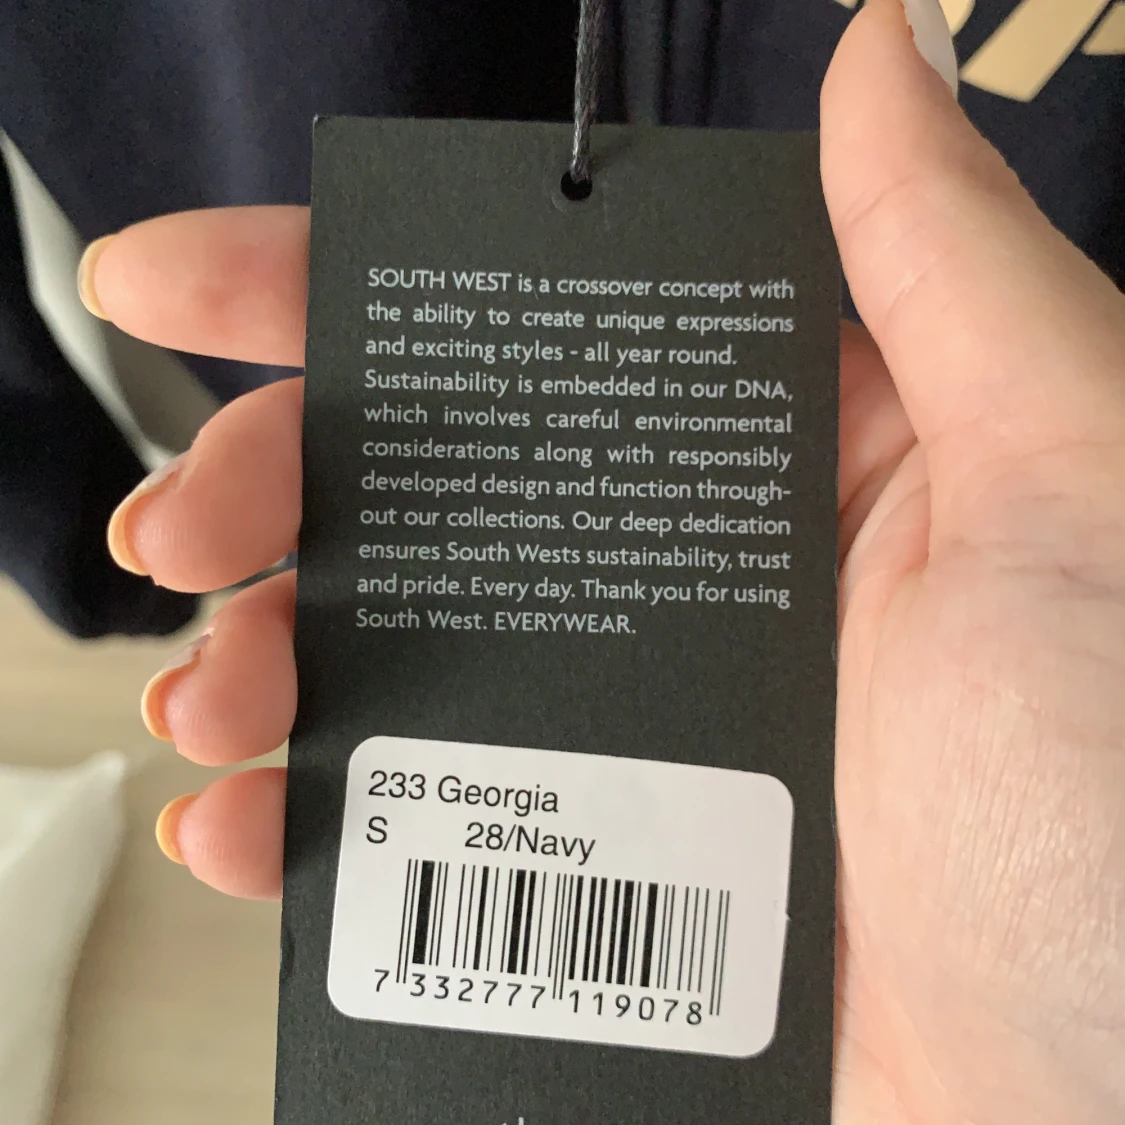 SOUTH WEST is a crossover concept with
the ability to create unique expressions
and exciting styles - all year round.
Sustainability is embedded in our DNA,
which involves careful environmental
considerations along with responsibly
developed design and function through-
out our collections. Our deep dedication
ensures South Wests sustainability, trust
and pride. Every day. Thank you for using
South West. EVERYWEAR.
233 Georgia
S 28/Navy
7 332777 119078